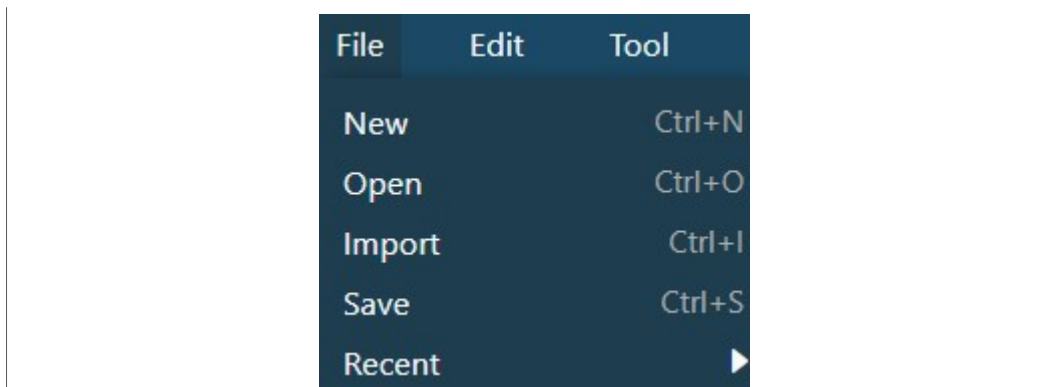 File Edit Tool
New Ctrl+N
Open Ctrl+O
Import Ctrl+I
Save Ctrl+S
Recent